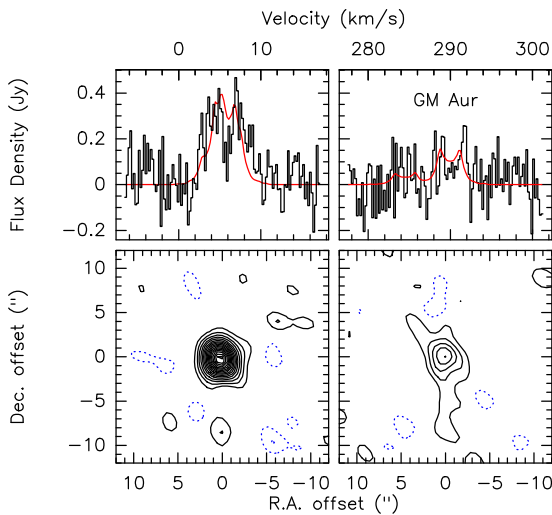 Velocity (km/s)
0 10 280 290 300
Flux Density (Jy)
0.4
0.2
0
−0.2
GM Aur
Dec. offset (")
10
5
0
−5
−10
10 5 0 −5 −10 10 5 0 −5 −10
R.A. offset (")